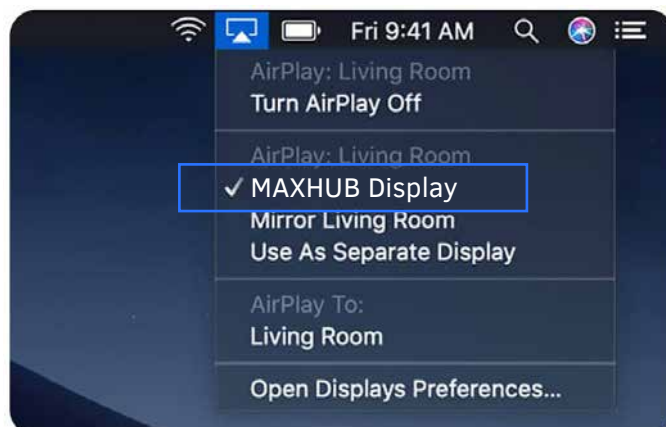 Fri 9:41 AM
AirPlay: Living Room
Turn AirPlay Off
AirPlay: Living Room
✓ MAXHUB Display
Mirror Living Room
Use As Separate Display
AirPlay To:
Living Room
Open Displays Preferences...